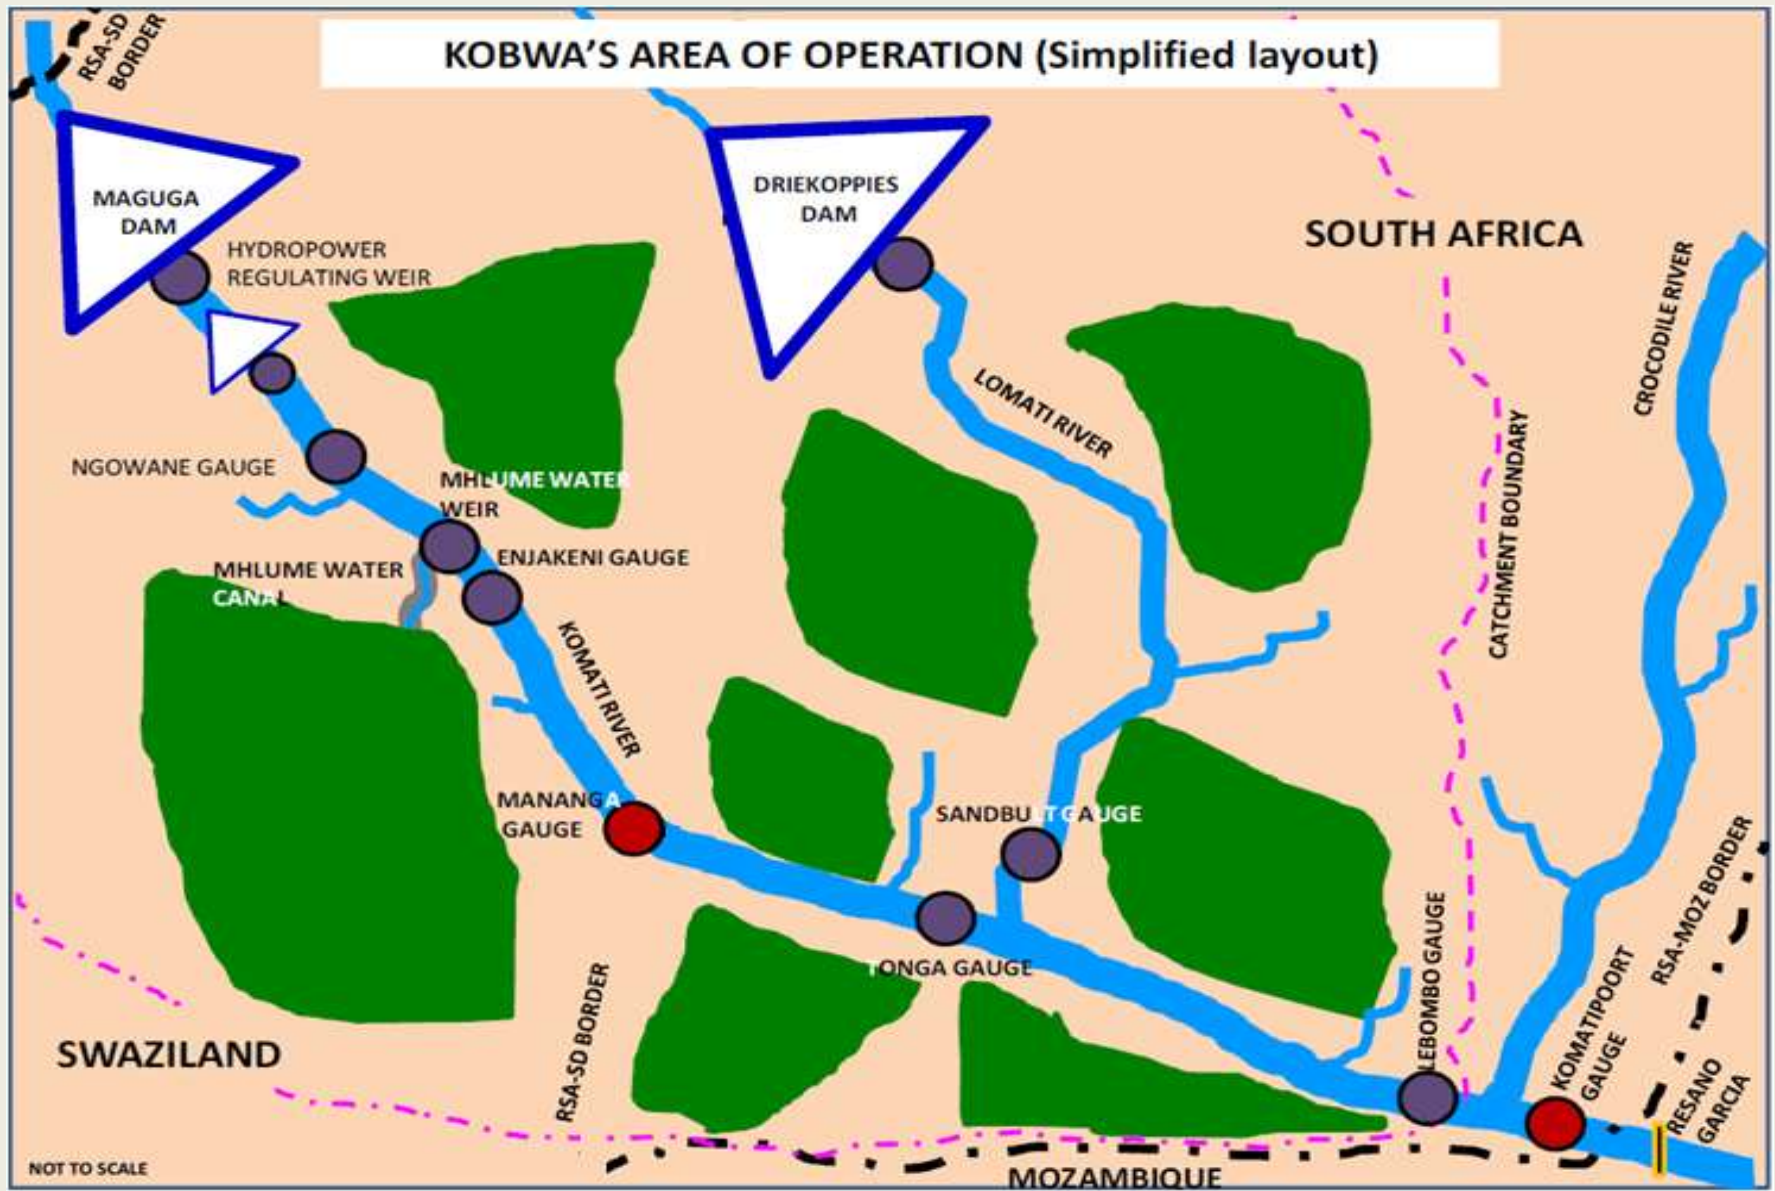 KOBWA'S AREA OF OPERATION (Simplified layout)
RSA-SD
BORDER
MAGUGA
DAM
DRIEKOPPIES
DAM
HYDROPOWER
REGULATING WEIR
SOUTH AFRICA
CROCODILE RIVER
LOMATI RIVER
NGOWANE GAUGE
MHLUME WATER
WEIR
CATCHMENT BOUNDARY
ENJAKENI GAUGE
MHLUME WATER
CANAL
KOMATI RIVER
MANANGA
GAUGE
SANDBULT GAUGE
TONGA GAUGE
LEBOMBO GAUGE
RSA-MOZ BORDER
KOMATIPOORT
GAUGE
SWAZILAND
RSA-SD BORDER
RESANO
GARCIA
NOT TO SCALE
MOZAMBIQUE